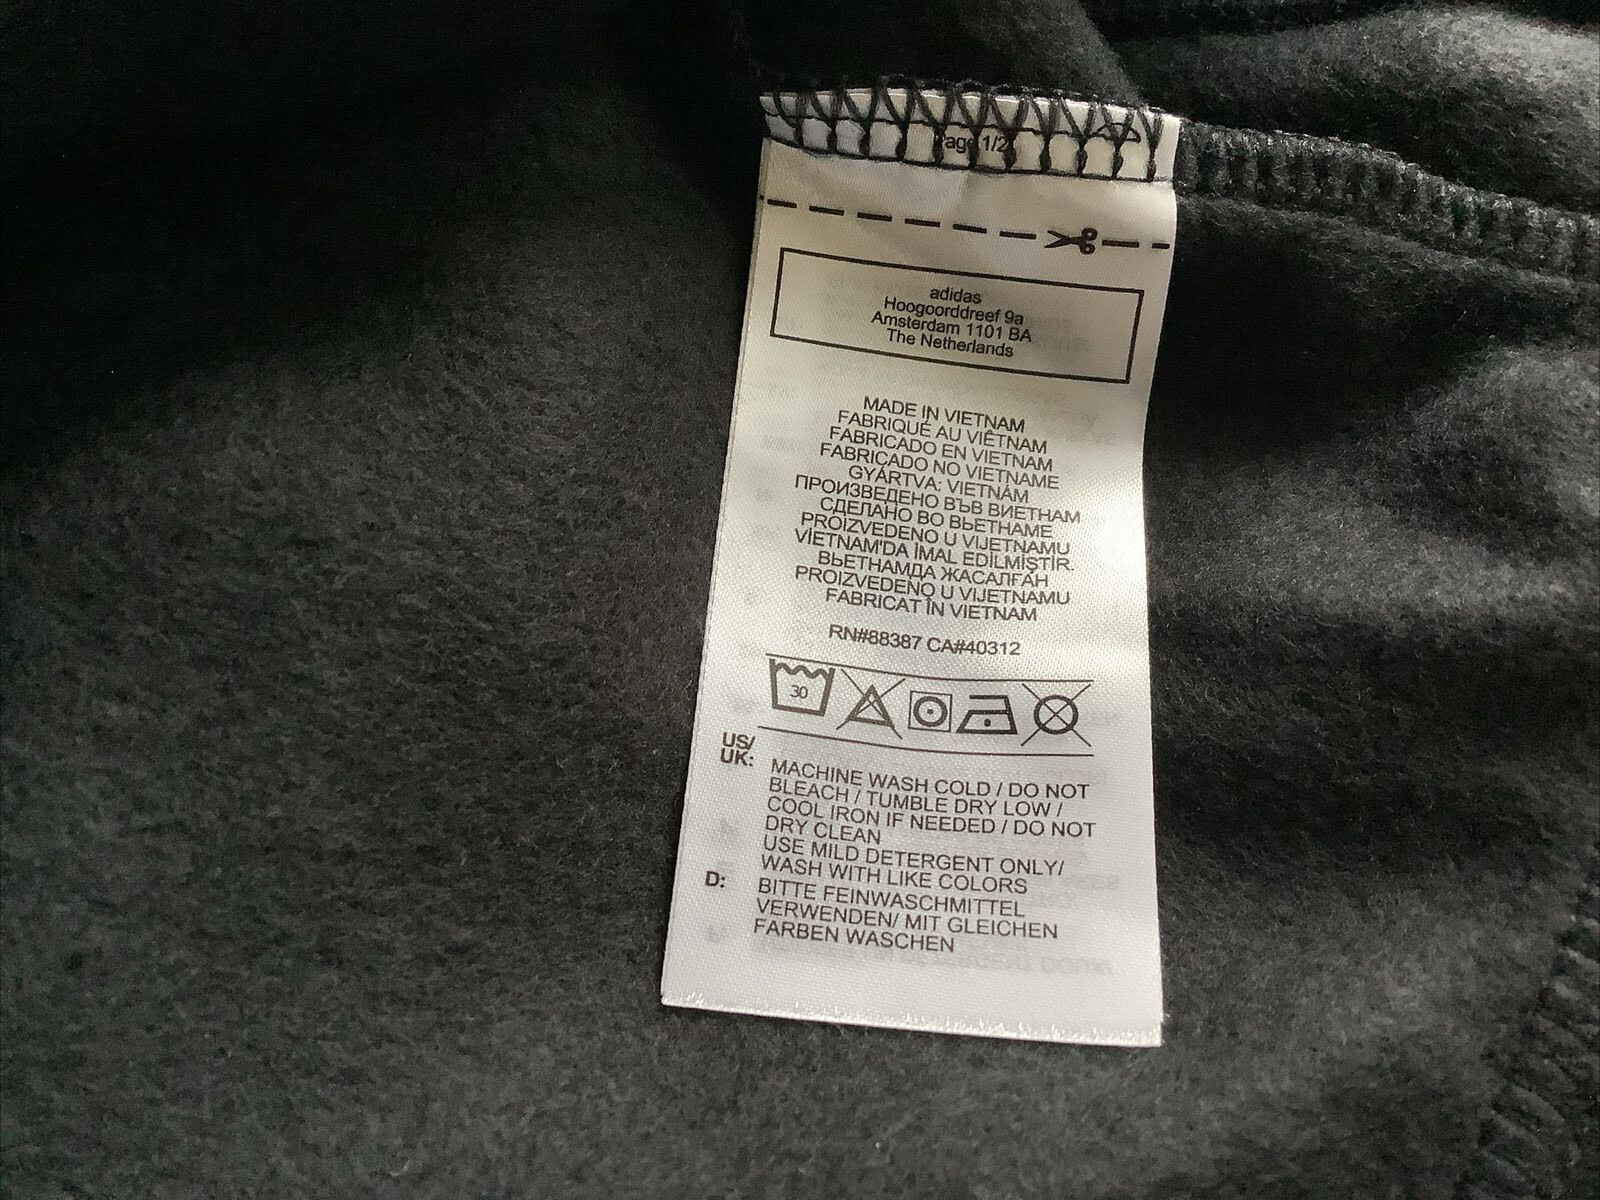 Page 1/2
adidas
Hoogoorddreef 9a
Amsterdam 1101 BA
The Netherlands
MADE IN VIETNAM
FABRIQUÉ AU VIÊTNAM
FABRICADO EN VIETNAM
FABRICADO NO VIETNAME
GYÁRTVA: VIETNÁM
ПРОИЗВЕДЕНО ВЪВ ВИЕТНАМ
СДЕЛАНО ВО ВЬЕТНАМЕ
PROIZVEDENO U VIJETNAMU
VİETNAM'DA İMAL EDİLMİŞTİR.
ВЬЕТНАМДА ЖАСАЛҒАН
PROIZVEDENO U VIJETNAMU
FABRICAT ÎN VIETNAM
RN#88387 CA#40312
30
US/
UK:
MACHINE WASH COLD / DO NOT
BLEACH / TUMBLE DRY LOW /
COOL IRON IF NEEDED / DO NOT
DRY CLEAN
USE MILD DETERGENT ONLY/
WASH WITH LIKE COLORS
D: BITTE FEINWASCHMITTEL
VERWENDEN/ MIT GLEICHEN
FARBEN WASCHEN